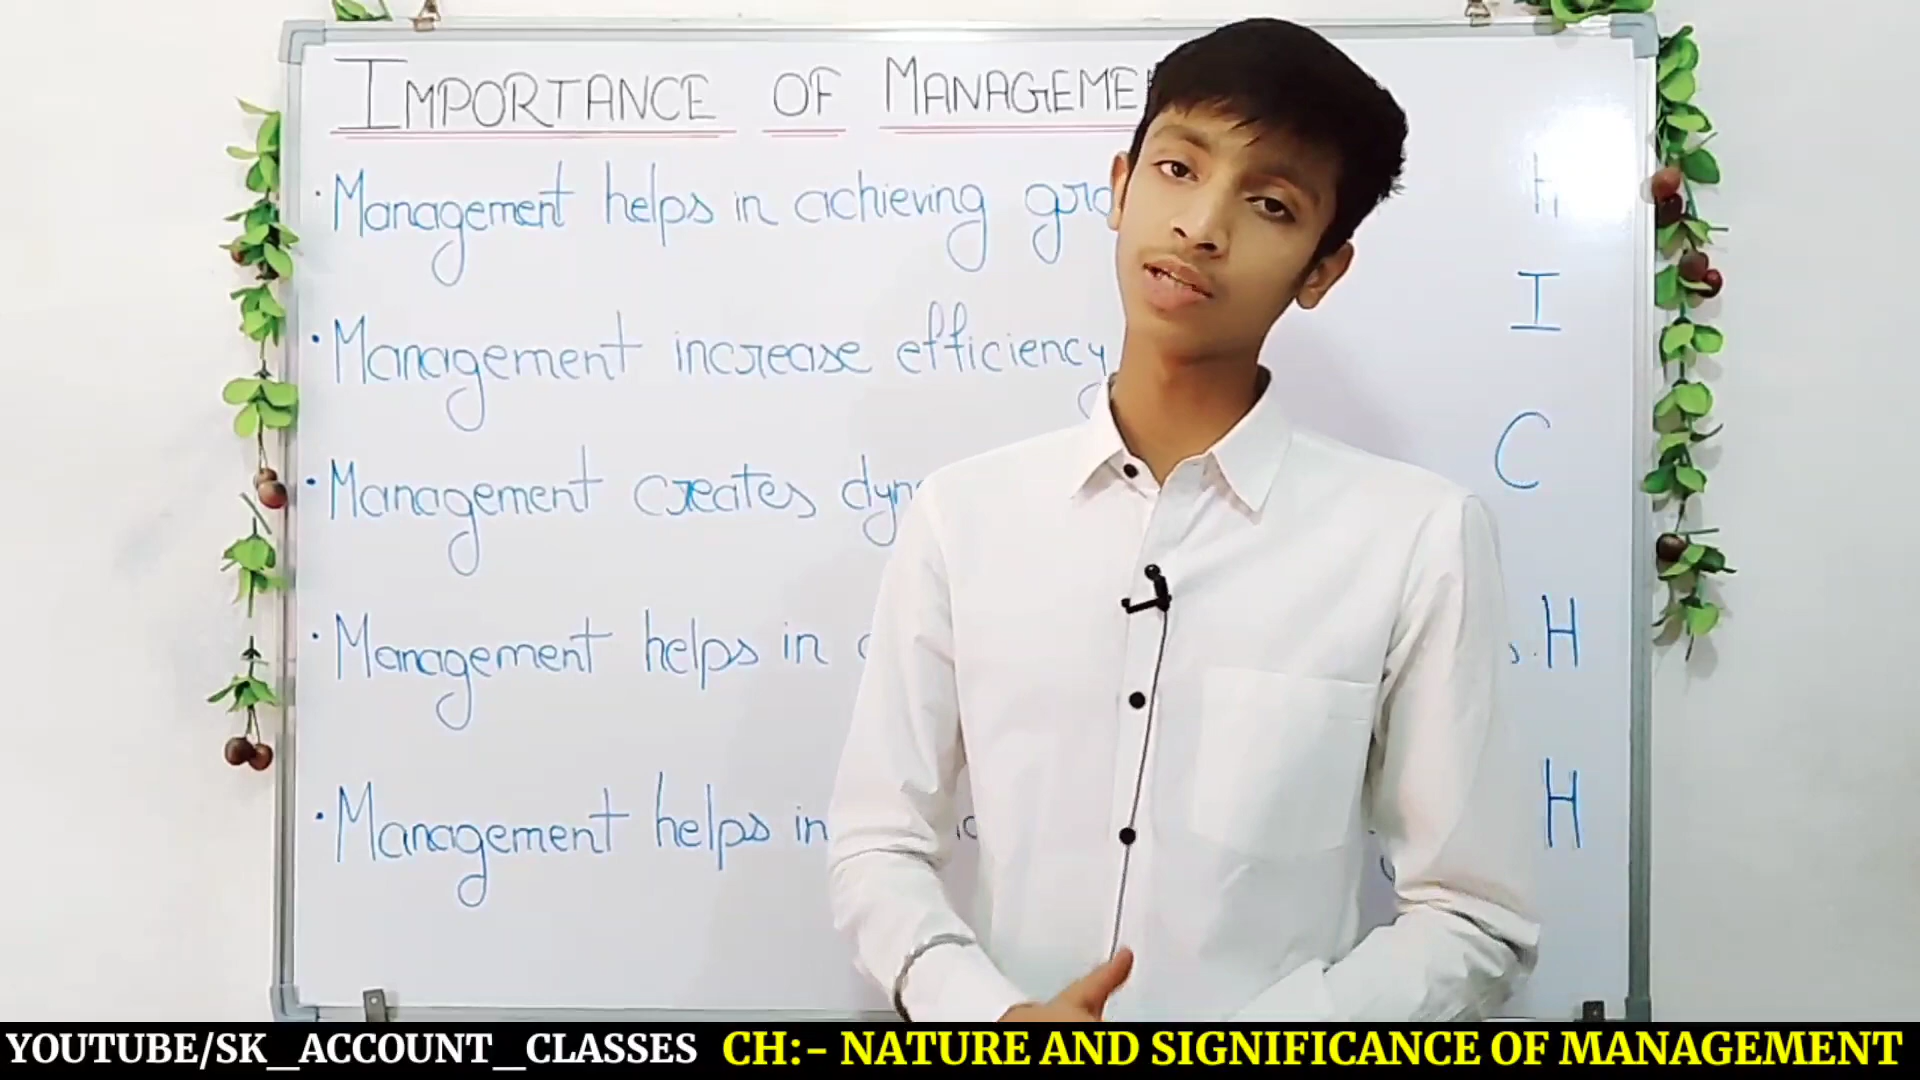 IMPORTANCE OF MANAGEME
· Management helps in achieving gro
H
· Management increase efficiency
I
· Management creates dyn
C
· Management helps in
s. H
· Management helps in
H
YOUTUBE/SK_ACCOUNT_CLASSES CH:- NATURE AND SIGNIFICANCE OF MANAGEMENT